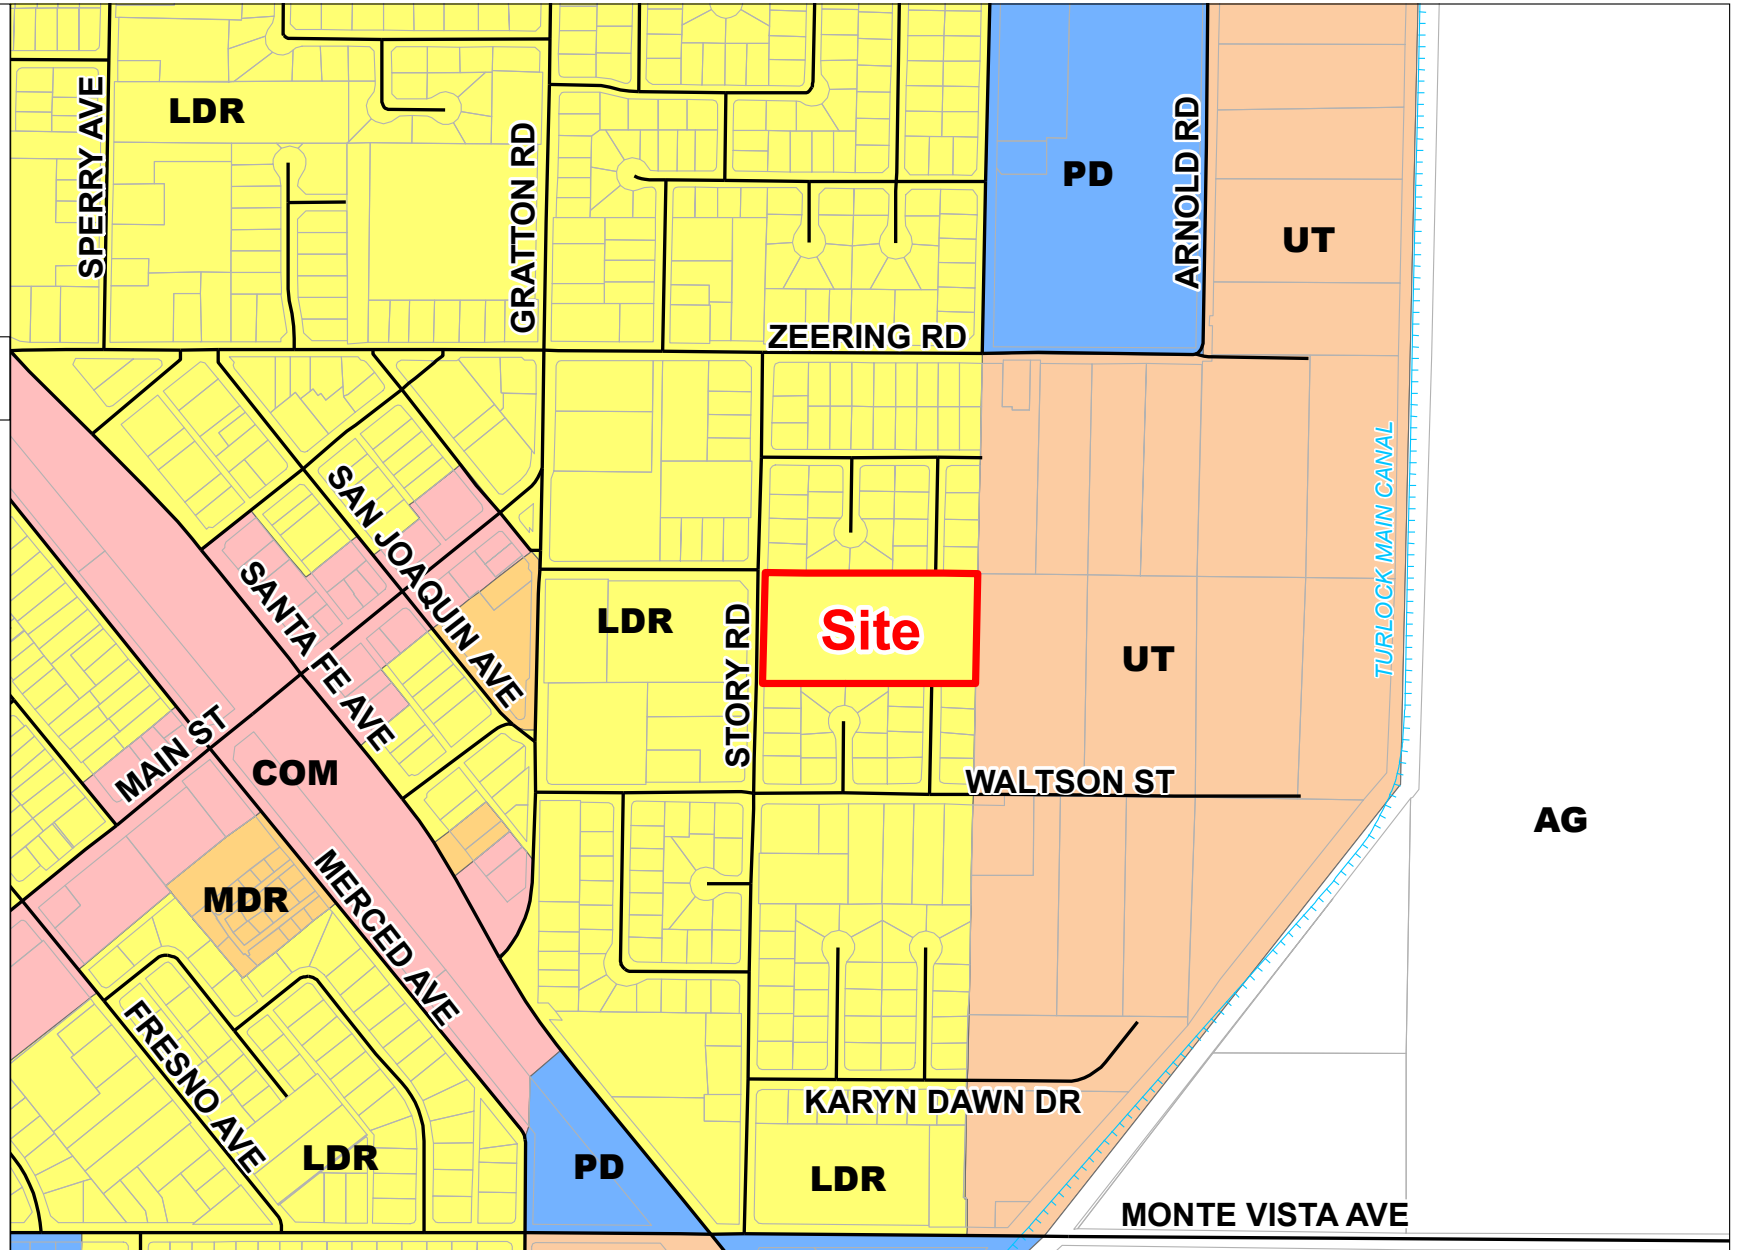 SPERRY AVE
LDR
GRATTON RD
PD
ARNOLD RD
UT
ZEERING RD
SAN JOAQUIN AVE
SANTA FE AVE
LDR
STORY RD
Site
UT
TURLOCK MAIN CANAL
MAIN ST
COM
WALTSON ST
AG
MDR
MERCED AVE
FRESNO AVE
KARYN DAWN DR
LDR
PD
LDR
MONTE VISTA AVE